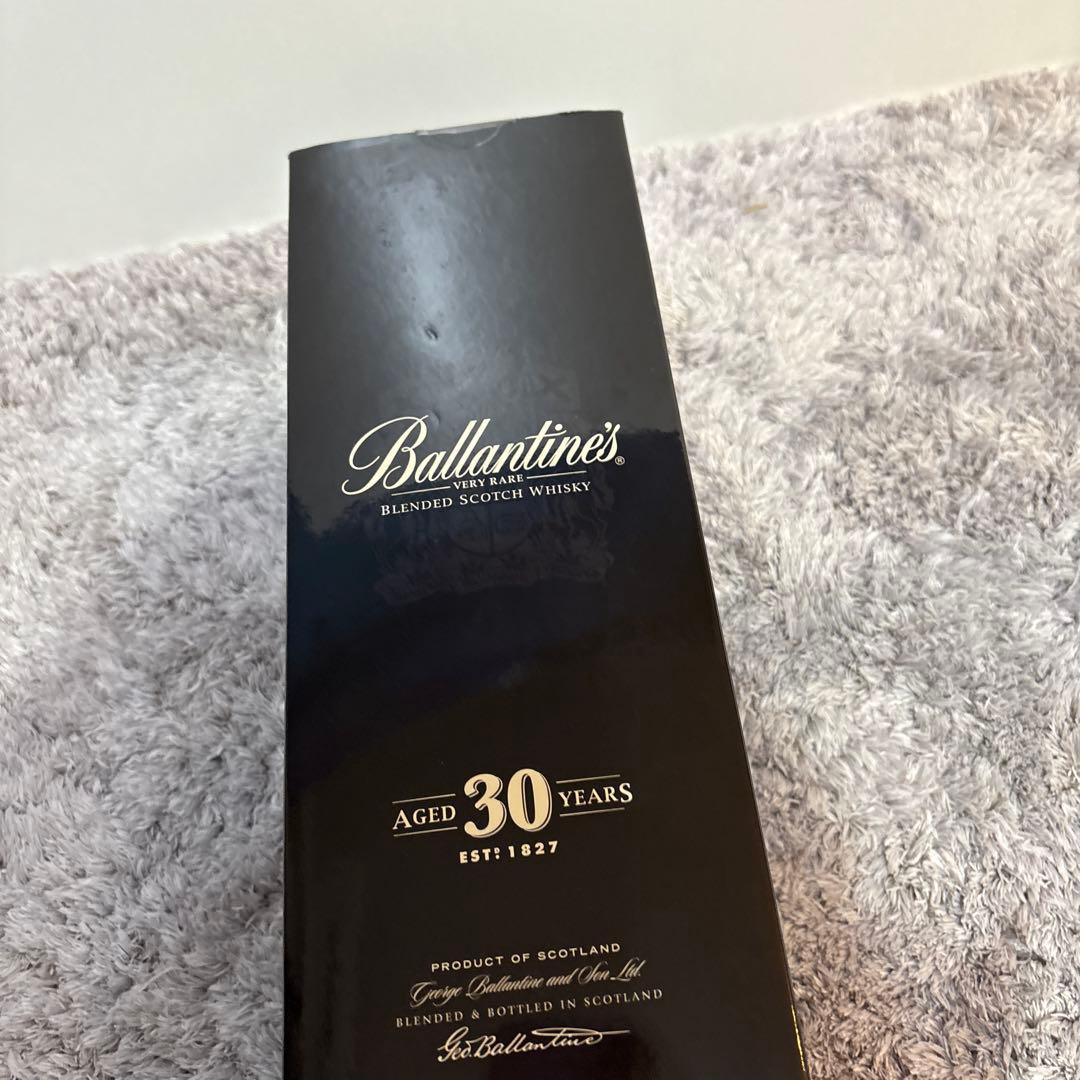 Ballantine's®
VERY RARE
BLENDED SCOTCH WHISKY
AGED 30 YEARS
ESTD 1827
PRODUCT OF SCOTLAND
George Ballantine and Son Ltd.
BLENDED & BOTTLED IN SCOTLAND
Geo. Ballantine